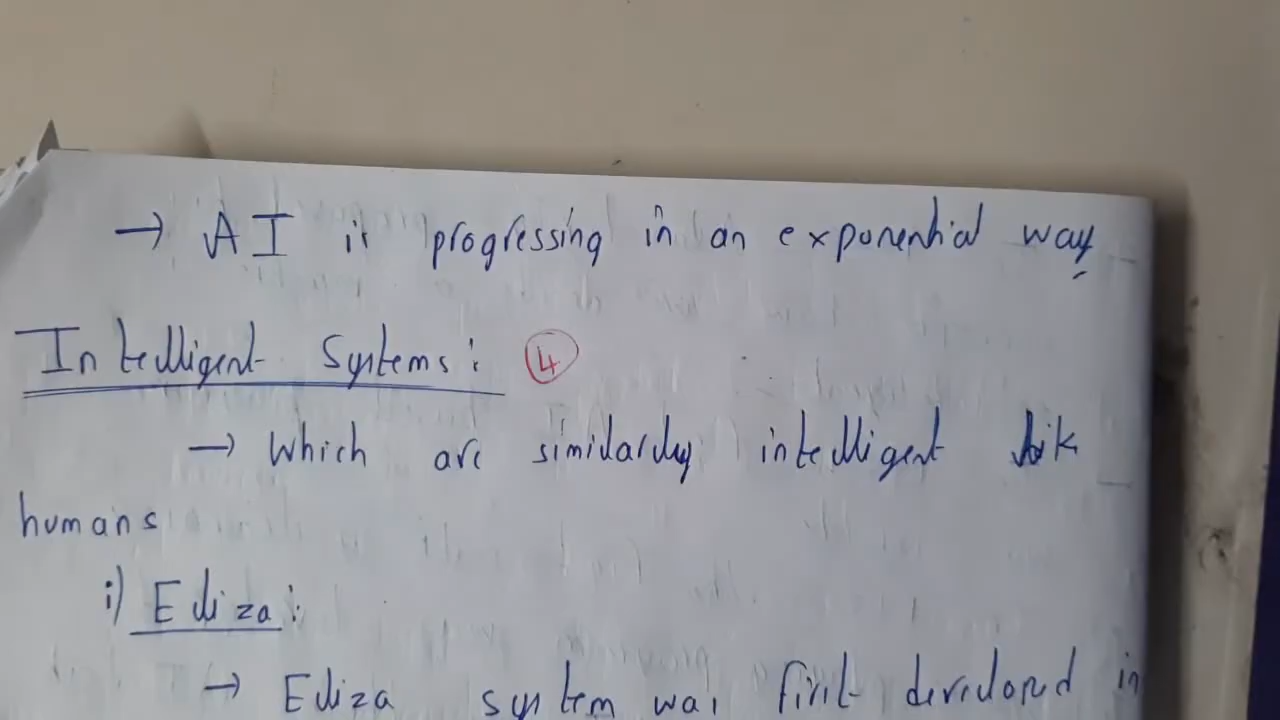 → AI is progressing in an exponential way
Intelligent Systems: 4
→ Which are similarly intelligent lik
humans
i) Eliza:
→ Eliza system was first developed in